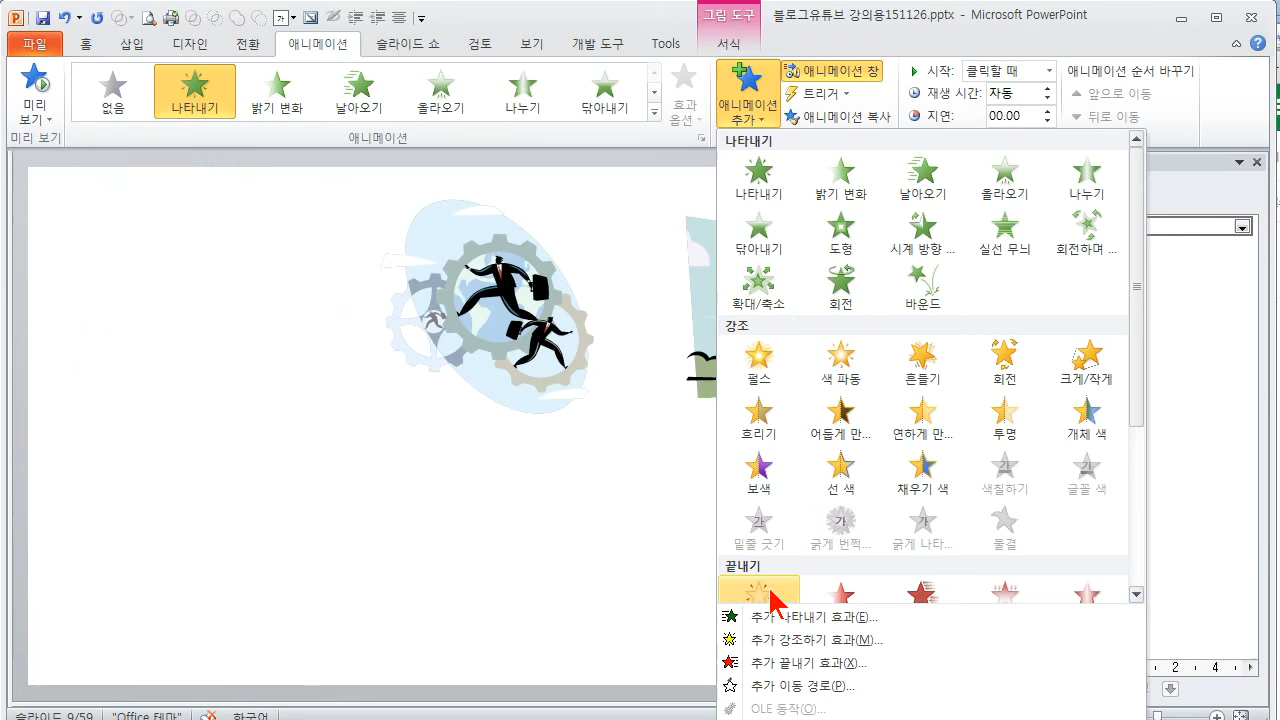 그림 도구
블로그유튜브 강의용151126.pptx - Microsoft PowerPoint
파일 홈 삽입 디자인 전환 애니메이션 슬라이드 쇼 검토 보기 개발 도구 Tools 서식
미리 보기
없음 나타내기 밝기 변화 날아오기 올라오기 나누기 닦아내기
효과 옵션
애니메이션 추가
애니메이션 창
트리거
애니메이션 복사
시작: 클릭할 때
재생 시간: 자동
지연: 00.00
애니메이션 순서 바꾸기
앞으로 이동
뒤로 이동
미리 보기 애니메이션
나타내기
나타내기 밝기 변화 날아오기 올라오기 나누기
닦아내기 도형 시계 방향 ... 실선 무늬 회전하며 ...
확대/축소 회전 바운드
강조
펄스 색 파동 흔들기 회전 크게/작게
흐리기 어둡게 만... 연하게 만... 투명 개체 색
보색 선 색 채우기 색 색칠하기 글꼴 색
밑줄 긋기 굵게 번쩍... 굵게 나타... 물결
끝내기
추가 나타내기 효과(E)...
추가 강조하기 효과(M)...
추가 끝내기 효과(X)...
추가 이동 경로(P)...
OLE 동작(O)...
2 4
슬라이드 9/59 "Office 테마" 한국어